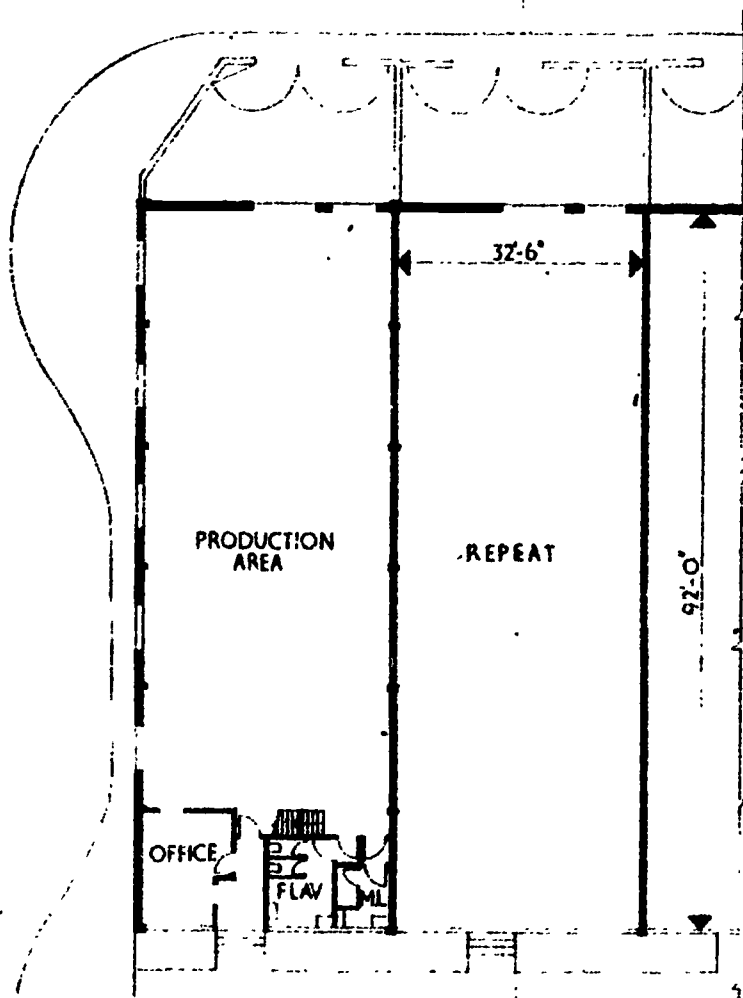 32'-6"
PRODUCTION
AREA
REPEAT
92'-0"
OFFICE
FLAV
ML